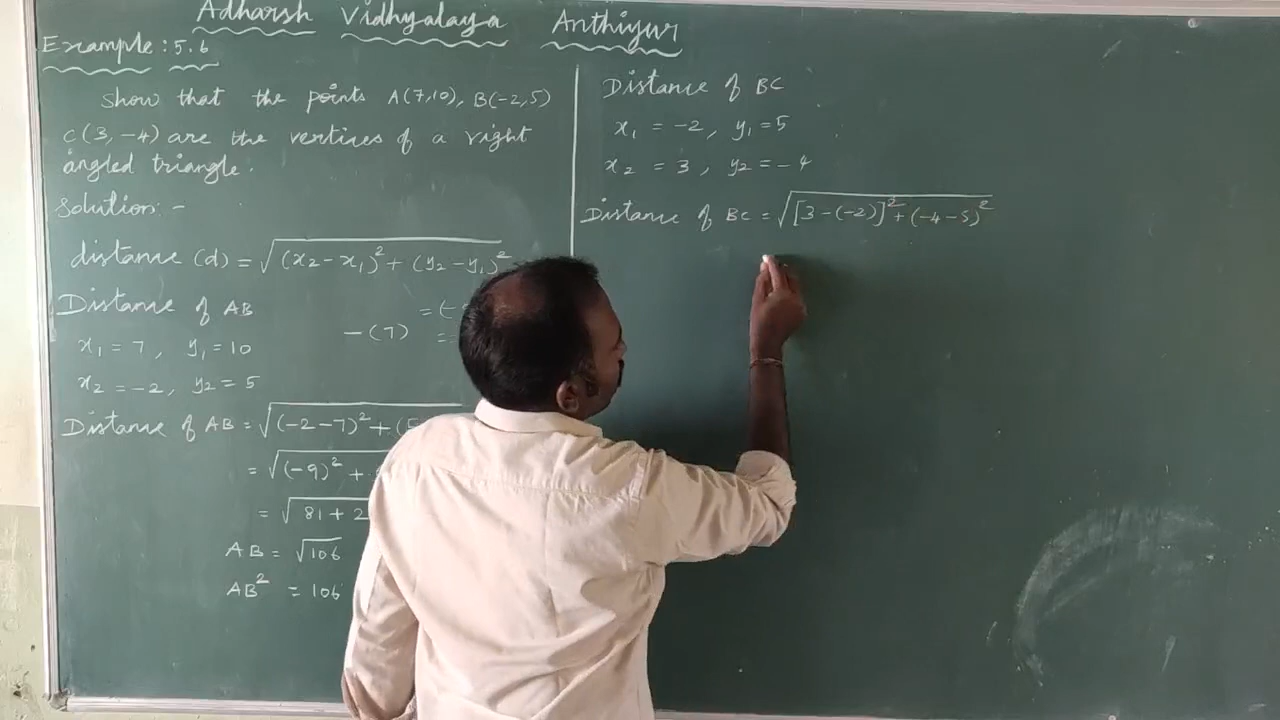 Adharsh Vidhyalaya Anthiyur
Example: 5.6
Show that the points A(7,10), B(-2,5)
C(3,-4) are the vertices of a right
angled triangle.
Solution:-
distance (d) = √(x₂-x₁)²+(y₂-y₁)²
Distance of AB
x₁ = 7, y₁ = 10
x₂ = -2, y₂ = 5
-(7)
Distance of AB = √(-2-7)²+(5
= √(-9)²+
= √81+2
AB = √106
AB² = 106
Distance of BC
x₁ = -2, y₁ = 5
x₂ = 3, y₂ = -4
Distance of BC = √[3-(-2)]²+(-4-5)²